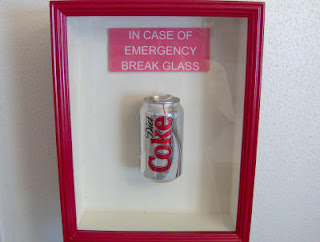 IN CASE OF
EMERGENCY
BREAK GLASS
Diet
Coke